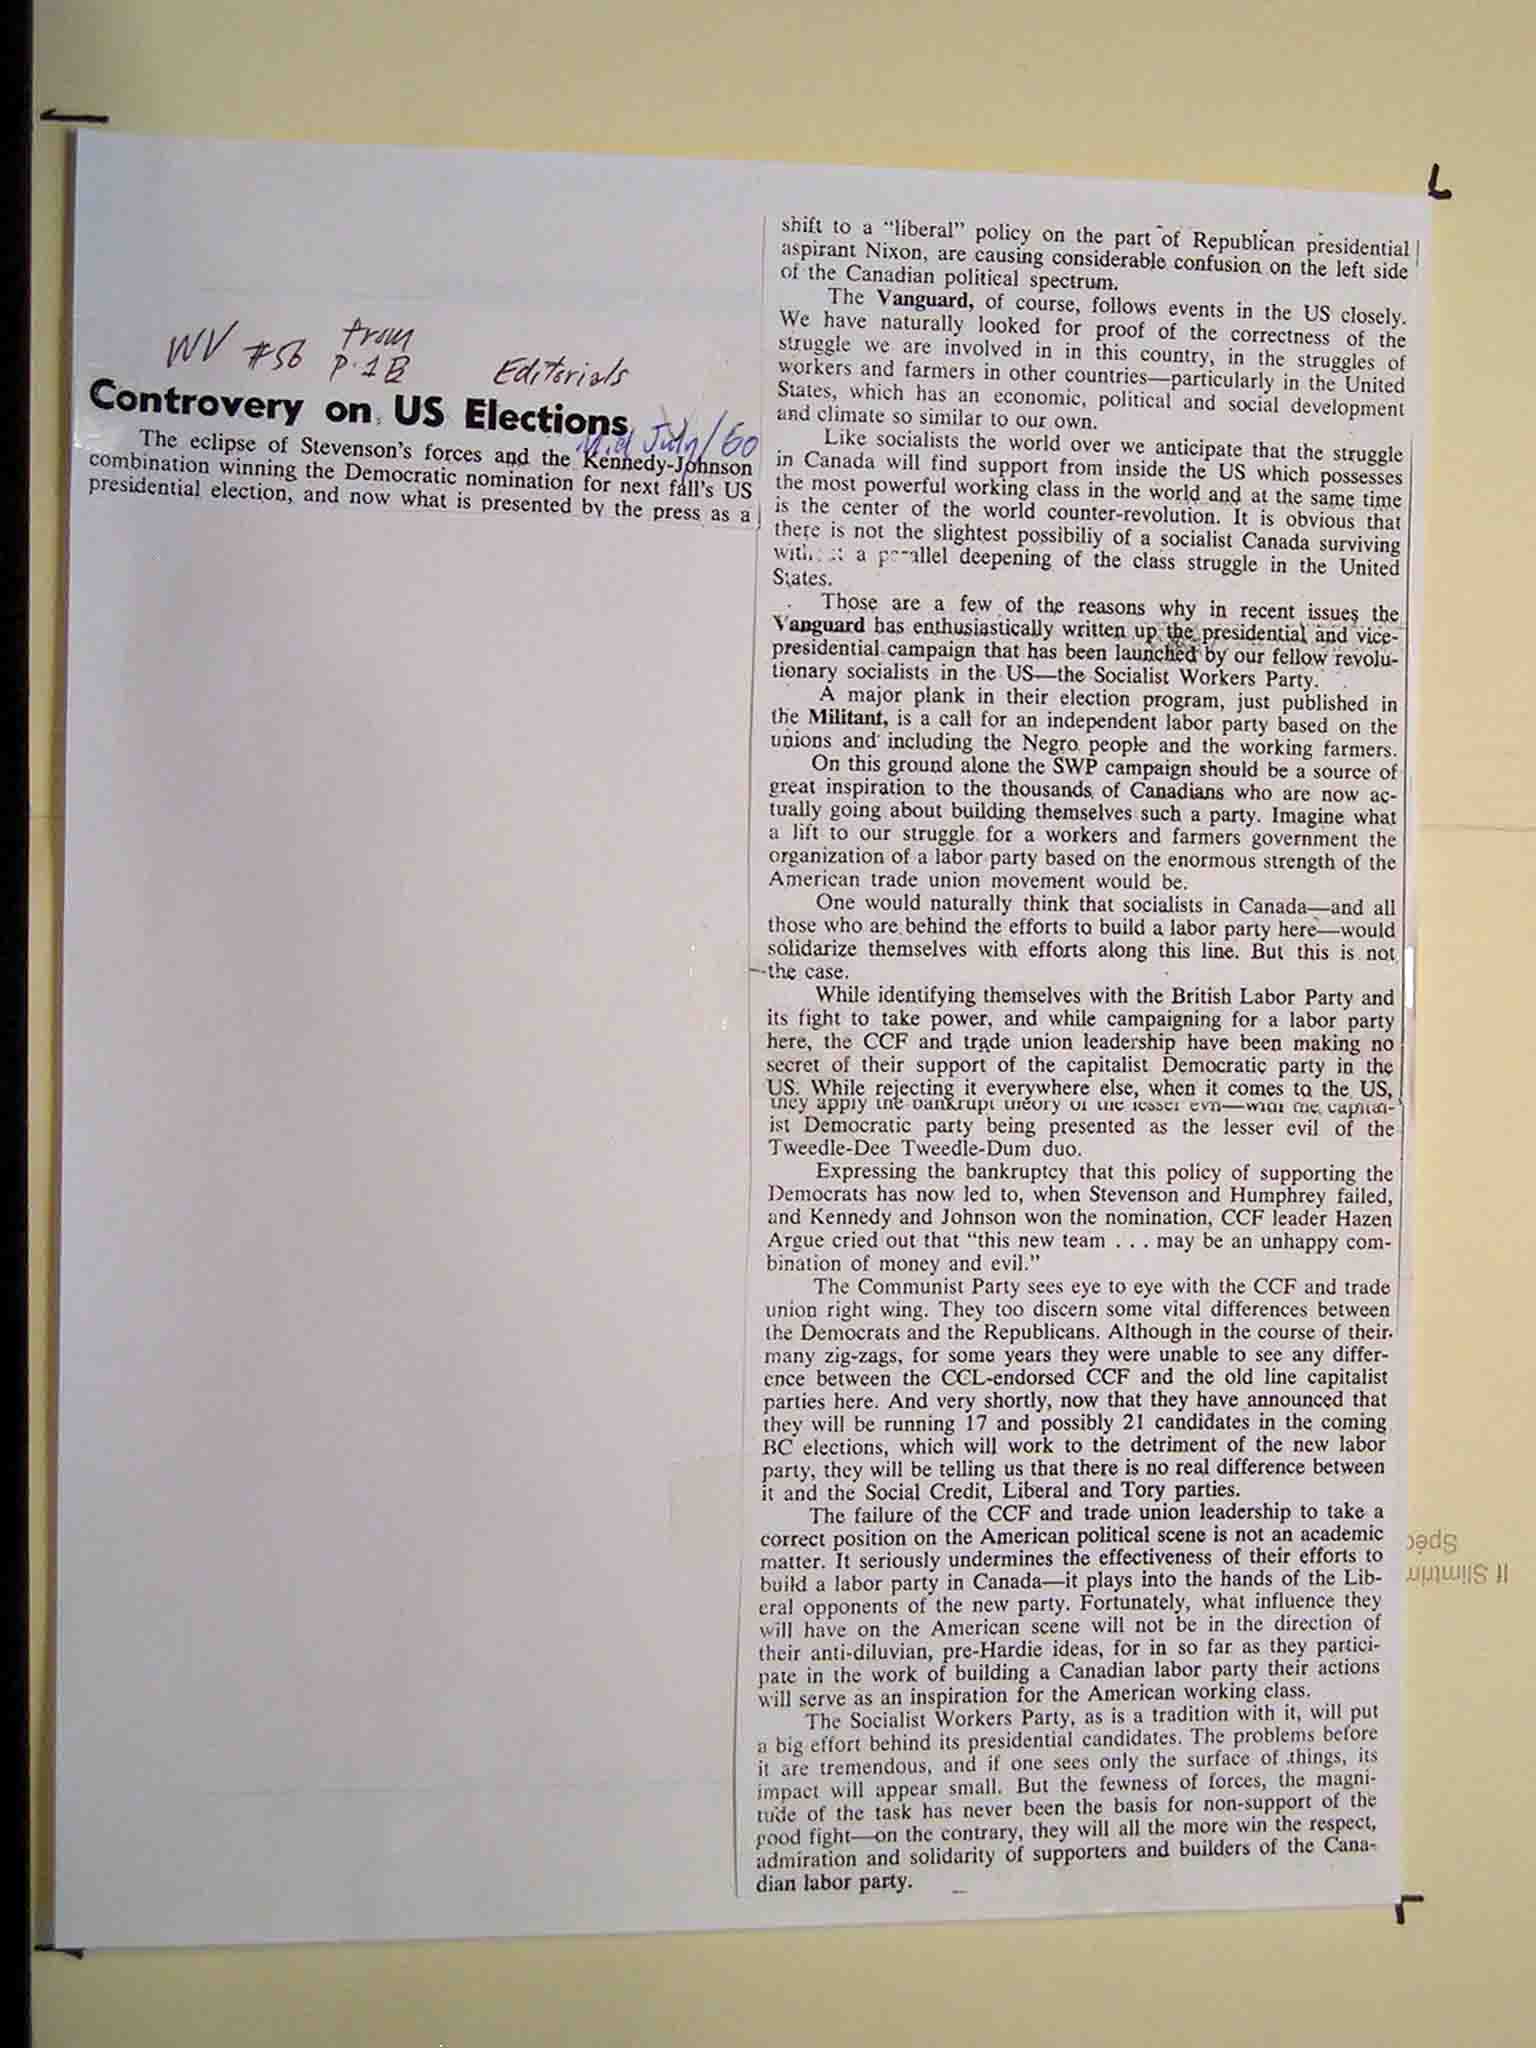 WV #56 from
p.1B Editorials
Controvery on US Elections
Mid July/60
The eclipse of Stevenson's forces and the Kennedy-Johnson
combination winning the Democratic nomination for next fall's US
presidential election, and now what is presented by the press as a
shift to a "liberal" policy on the part of Republican presidential
aspirant Nixon, are causing considerable confusion on the left side
of the Canadian political spectrum.
The Vanguard, of course, follows events in the US closely.
We have naturally looked for proof of the correctness of the
struggle we are involved in in this country, in the struggles of
workers and farmers in other countries—particularly in the United
States, which has an economic, political and social development
and climate so similar to our own.
Like socialists the world over we anticipate that the struggle
in Canada will find support from inside the US which possesses
the most powerful working class in the world and at the same time
is the center of the world counter-revolution. It is obvious that
there is not the slightest possibiliy of a socialist Canada surviving
without a parallel deepening of the class struggle in the United
States.
Those are a few of the reasons why in recent issues the
Vanguard has enthusiastically written up the presidential and vice-
presidential campaign that has been launched by our fellow revolu-
tionary socialists in the US—the Socialist Workers Party.
A major plank in their election program, just published in
the Militant, is a call for an independent labor party based on the
unions and including the Negro people and the working farmers.
On this ground alone the SWP campaign should be a source of
great inspiration to the thousands of Canadians who are now ac-
tually going about building themselves such a party. Imagine what
a lift to our struggle for a workers and farmers government the
organization of a labor party based on the enormous strength of the
American trade union movement would be.
One would naturally think that socialists in Canada—and all
those who are behind the efforts to build a labor party here—would
solidarize themselves with efforts along this line. But this is not
the case.
While identifying themselves with the British Labor Party and
its fight to take power, and while campaigning for a labor party
here, the CCF and trade union leadership have been making no
secret of their support of the capitalist Democratic party in the
US. While rejecting it everywhere else, when it comes to the US,
they apply the bankrupt theory of the lesser evil—with the capital-
ist Democratic party being presented as the lesser evil of the
Tweedle-Dee Tweedle-Dum duo.
Expressing the bankruptcy that this policy of supporting the
Democrats has now led to, when Stevenson and Humphrey failed,
and Kennedy and Johnson won the nomination, CCF leader Hazen
Argue cried out that "this new team . . . may be an unhappy com-
bination of money and evil."
The Communist Party sees eye to eye with the CCF and trade
union right wing. They too discern some vital differences between
the Democrats and the Republicans. Although in the course of their
many zig-zags, for some years they were unable to see any differ-
ence between the CCL-endorsed CCF and the old line capitalist
parties here. And very shortly, now that they have announced that
they will be running 17 and possibly 21 candidates in the coming
BC elections, which will work to the detriment of the new labor
party, they will be telling us that there is no real difference between
it and the Social Credit, Liberal and Tory parties.
The failure of the CCF and trade union leadership to take a
correct position on the American political scene is not an academic
matter. It seriously undermines the effectiveness of their efforts to
build a labor party in Canada—it plays into the hands of the Lib-
eral opponents of the new party. Fortunately, what influence they
will have on the American scene will not be in the direction of
their anti-diluvian, pre-Hardie ideas, for in so far as they partici-
pate in the work of building a Canadian labor party their actions
will serve as an inspiration for the American working class.
The Socialist Workers Party, as is a tradition with it, will put
a big effort behind its presidential candidates. The problems before
it are tremendous, and if one sees only the surface of things, its
impact will appear small. But the fewness of forces, the magni-
tude of the task has never been the basis for non-support of the
good fight—on the contrary, they will all the more win the respect,
admiration and solidarity of supporters and builders of the Cana-
dian labor party.